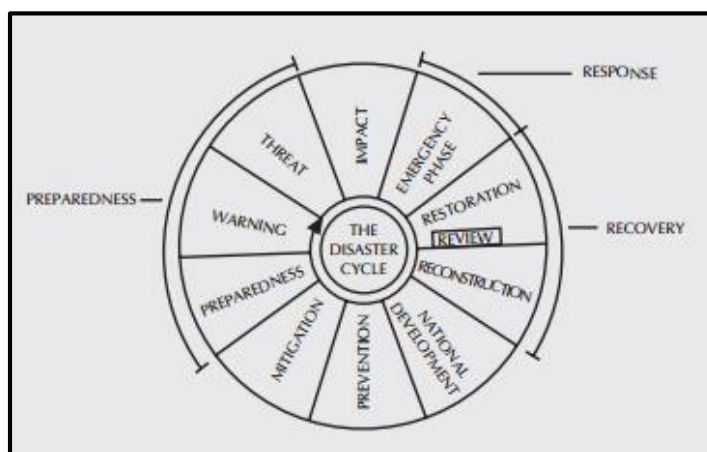 RESPONSE
IMPACT
EMERGENCY
PHASE
THREAT
RESTORATION
PREPAREDNESS
WARNING
THE
DISASTER
CYCLE
REVIEW
RECOVERY
PREPAREDNESS
RECONSTRUCTION
MITIGATION
PREVENTION
NATIONAL
DEVELOPMENT